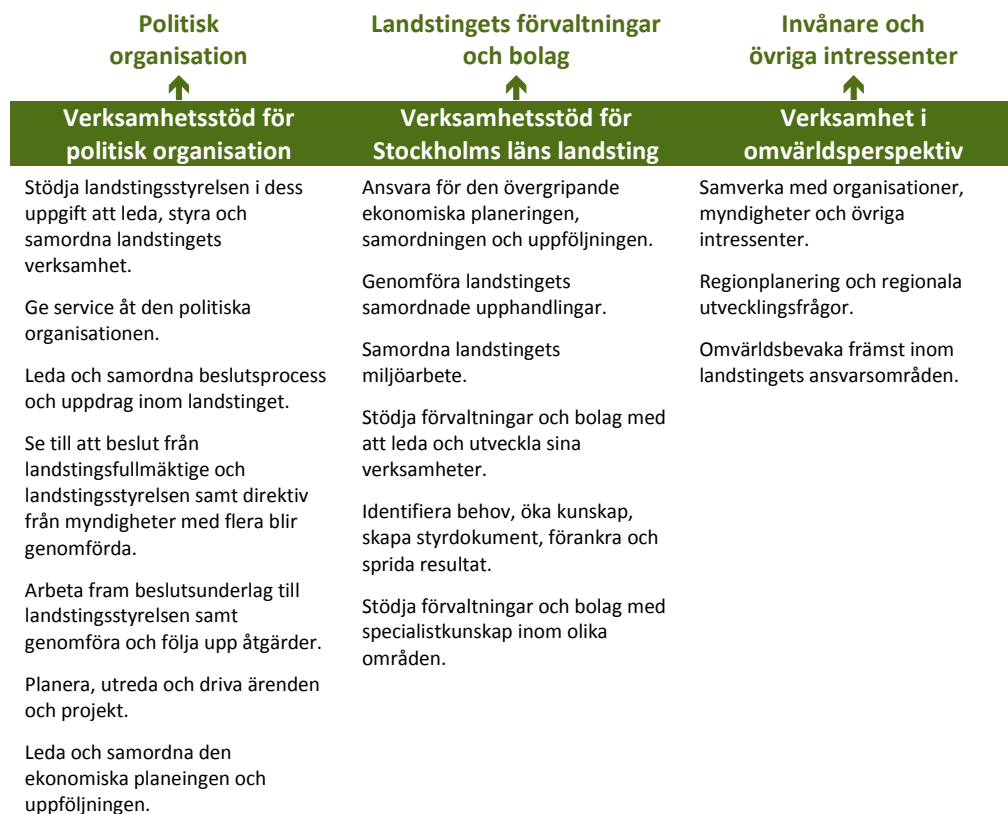 Politisk
organisation
Landstingets förvaltningar
och bolag
Invånare och
övriga intressenter
Verksamhetsstöd för
politisk organisation
Verksamhetsstöd för
Stockholms läns landsting
Verksamhet i
omvärldsperspektiv
Stödja landstingsstyrelsen i dess
uppgift att leda, styra och
samordna landstingets
verksamhet.
Ge service åt den politiska
organisationen.
Leda och samordna beslutsprocess
och uppdrag inom landstinget.
Se till att beslut från
landstingsfullmäktige och
landstingsstyrelsen samt direktiv
från myndigheter med flera blir
genomförda.
Arbeta fram beslutsunderlag till
landstingsstyrelsen samt
genomföra och följa upp åtgärder.
Planera, utreda och driva ärenden
och projekt.
Leda och samordna den
ekonomiska planeingen och
uppföljningen.
Ansvara för den övergripande
ekonomiska planeringen,
samordningen och uppföljningen.
Genomföra landstingets
samordnade upphandlingar.
Samordna landstingets
miljöarbete.
Stödja förvaltningar och bolag med
att leda och utveckla sina
verksamheter.
Identifiera behov, öka kunskap,
skapa styrdokument, förankra och
sprida resultat.
Stödja förvaltningar och bolag med
specialistkunskap inom olika
områden.
Samverka med organisationer,
myndigheter och övriga
intressenter.
Regionplanering och regionala
utvecklingsfrågor.
Omvärldsbevaka främst inom
landstingets ansvarsområden.